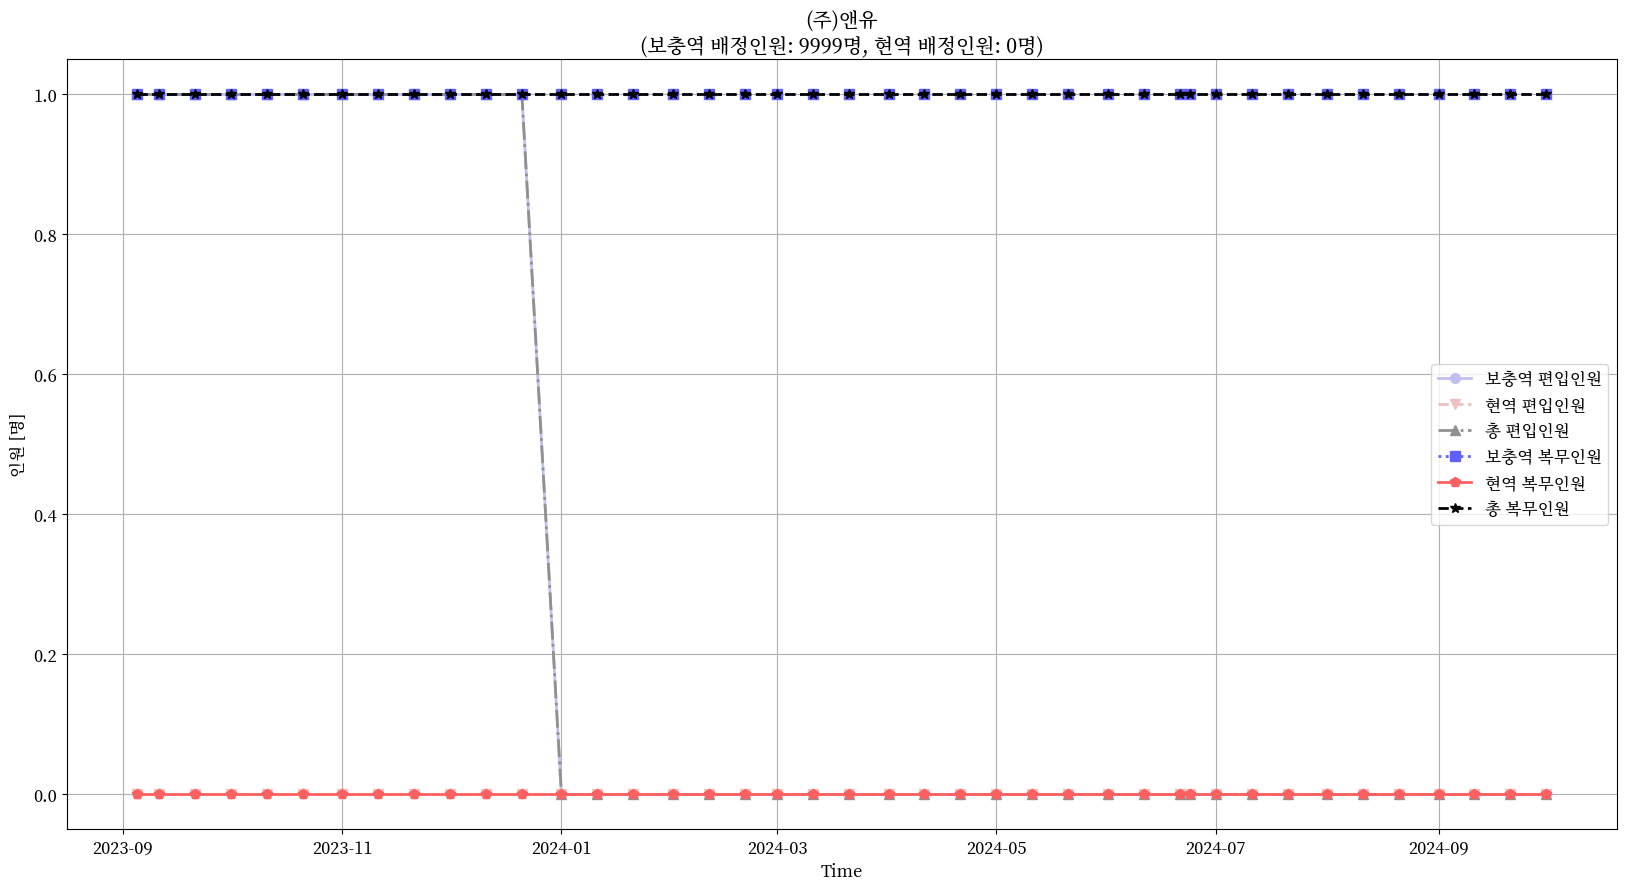 (주)앤유
(보충역 배정인원: 9999명, 현역 배정인원: 0명)
인원 [명]
1.0
0.8
0.6
0.4
0.2
0.0
보충역 편입인원
현역 편입인원
총 편입인원
보충역 복무인원
현역 복무인원
총 복무인원
2023-09
2023-11
2024-01
2024-03
2024-05
2024-07
2024-09
Time